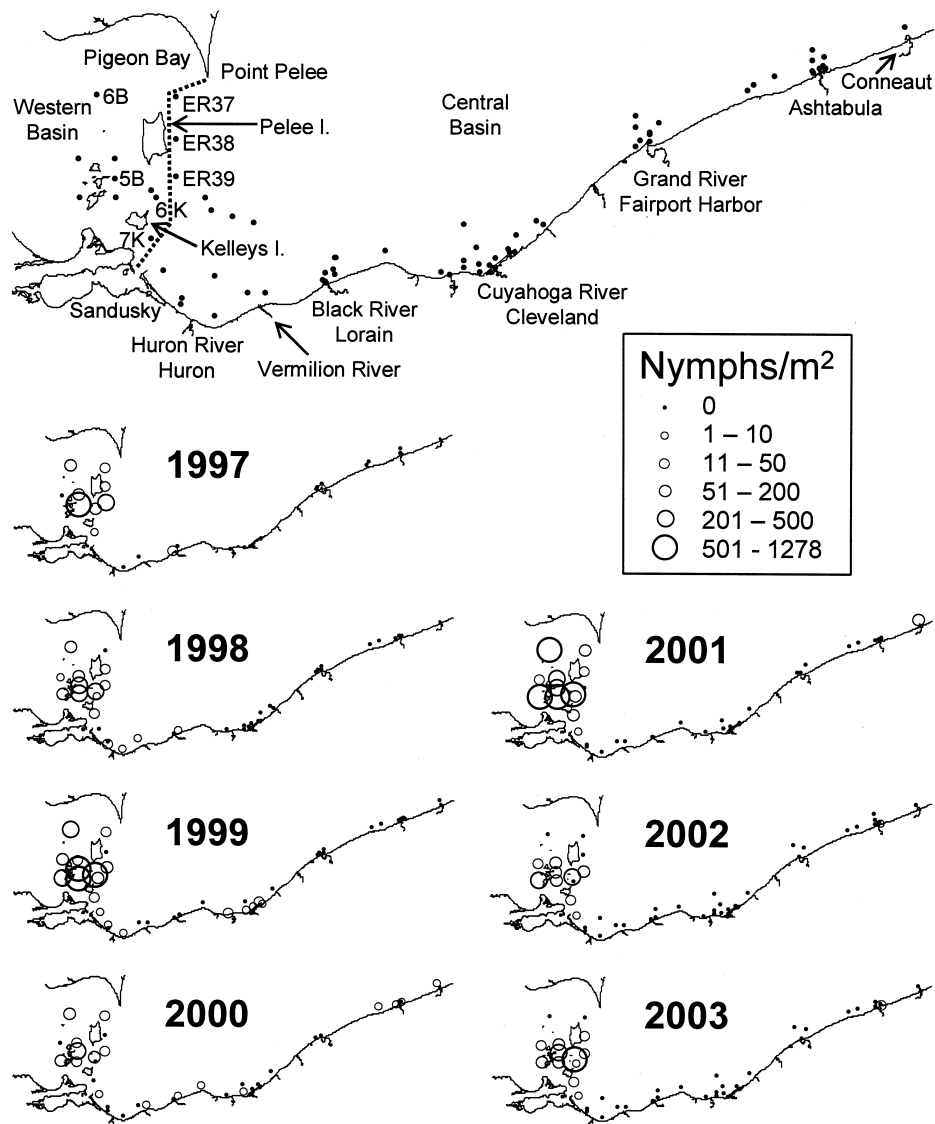 Pigeon Bay
Point Pelee
Western
Basin
6B
ER37
Pelee I.
ER38
5B
ER39
6 K
7K
Kelleys I.
Central
Basin
Conneaut
Ashtabula
Grand River
Fairport Harbor
Sandusky
Cuyahoga River
Cleveland
Black River
Lorain
Huron River
Huron
Vermilion River
Nymphs/m²
0
1 – 10
11 – 50
51 – 200
201 – 500
501 - 1278
1997
1998
1999
2000
2001
2002
2003